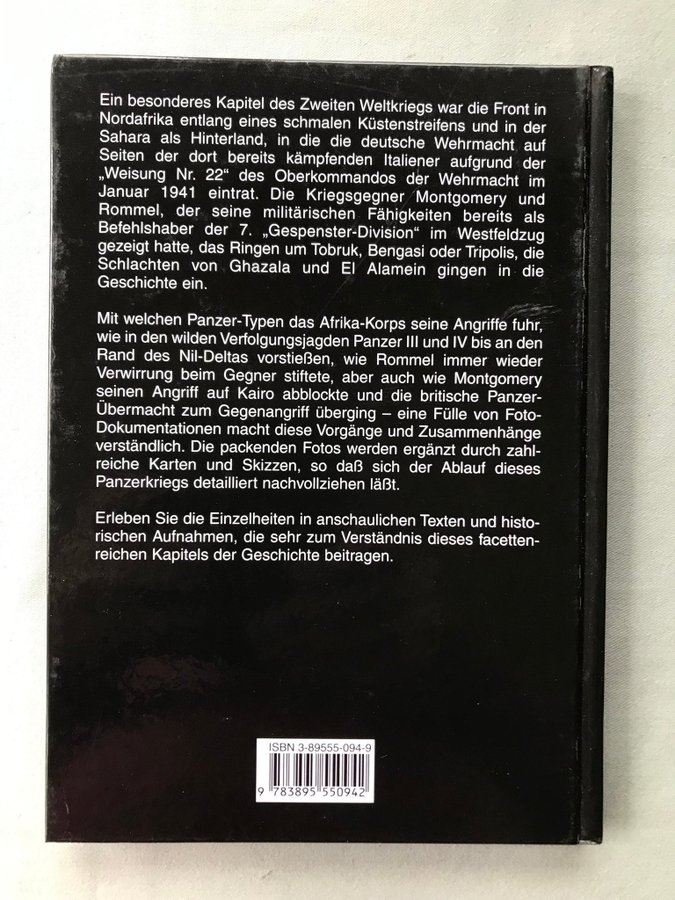 Ein besonderes Kapitel des Zweiten Weltkriegs war die Front in
Nordafrika entlang eines schmalen Küstenstreifens und in der
Sahara als Hinterland, in die die deutsche Wehrmacht auf
Seiten der dort bereits kämpfenden Italiener aufgrund der
„Weisung Nr. 22“ des Oberkommandos der Wehrmacht im
Januar 1941 eintrat. Die Kriegsgegner Montgomery und
Rommel, der seine militärischen Fähigkeiten bereits als
Befehlshaber der 7. „Gespenster-Division“ im Westfeldzug
gezeigt hatte, das Ringen um Tobruk, Bengasi oder Tripolis, die
Schlachten von Ghazala und El Alamein gingen in die
Geschichte ein.
Mit welchen Panzer-Typen das Afrika-Korps seine Angriffe fuhr,
wie in den wilden Verfolgungsjagden Panzer III und IV bis an den
Rand des Nil-Deltas vorstießen, wie Rommel immer wieder
Verwirrung beim Gegner stiftete, aber auch wie Montgomery
seinen Angriff auf Kairo abblockte und die britische Panzer-
Übermacht zum Gegenangriff überging – eine Fülle von Foto-
Dokumentationen macht diese Vorgänge und Zusammenhänge
verständlich. Die packenden Fotos werden ergänzt durch zahl-
reiche Karten und Skizzen, so daß sich der Ablauf dieses
Panzerkriegs detailliert nachvollziehen läßt.
Erleben Sie die Einzelheiten in anschaulichen Texten und histo-
rischen Aufnahmen, die sehr zum Verständnis dieses facetten-
reichen Kapitels der Geschichte beitragen.
ISBN 3-89555-094-9
9 783895 550942